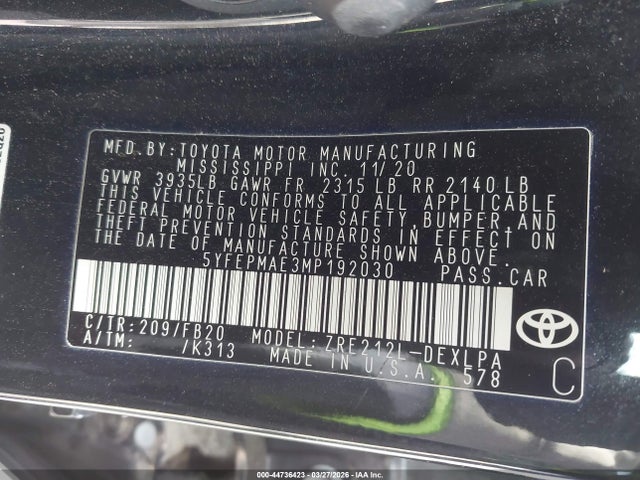 MFD.BY:TOYOTA MOTOR MANUFACTURING
MISSISSIPPI INC. 11/20
GVWR 3935LB GAWR FR 2315 LB RR 2140 LB
THIS VEHICLE CONFORMS TO ALL APPLICABLE
FEDERAL MOTOR VEHICLE SAFETY, BUMPER, AND
THEFT PREVENTION STANDARDS IN EFFECT ON
THE DATE OF MANUFACTURE SHOWN ABOVE.
5YFEPMAE3MP192030 PASS.CAR
C/TR:209/FB20 MODEL:ZRE212L-DEXLPA
A/TM: /K313 MADE IN U.S.A. 578
TOYOTA
C
000-44736423 | 03/27/2026 | IAA Corp.